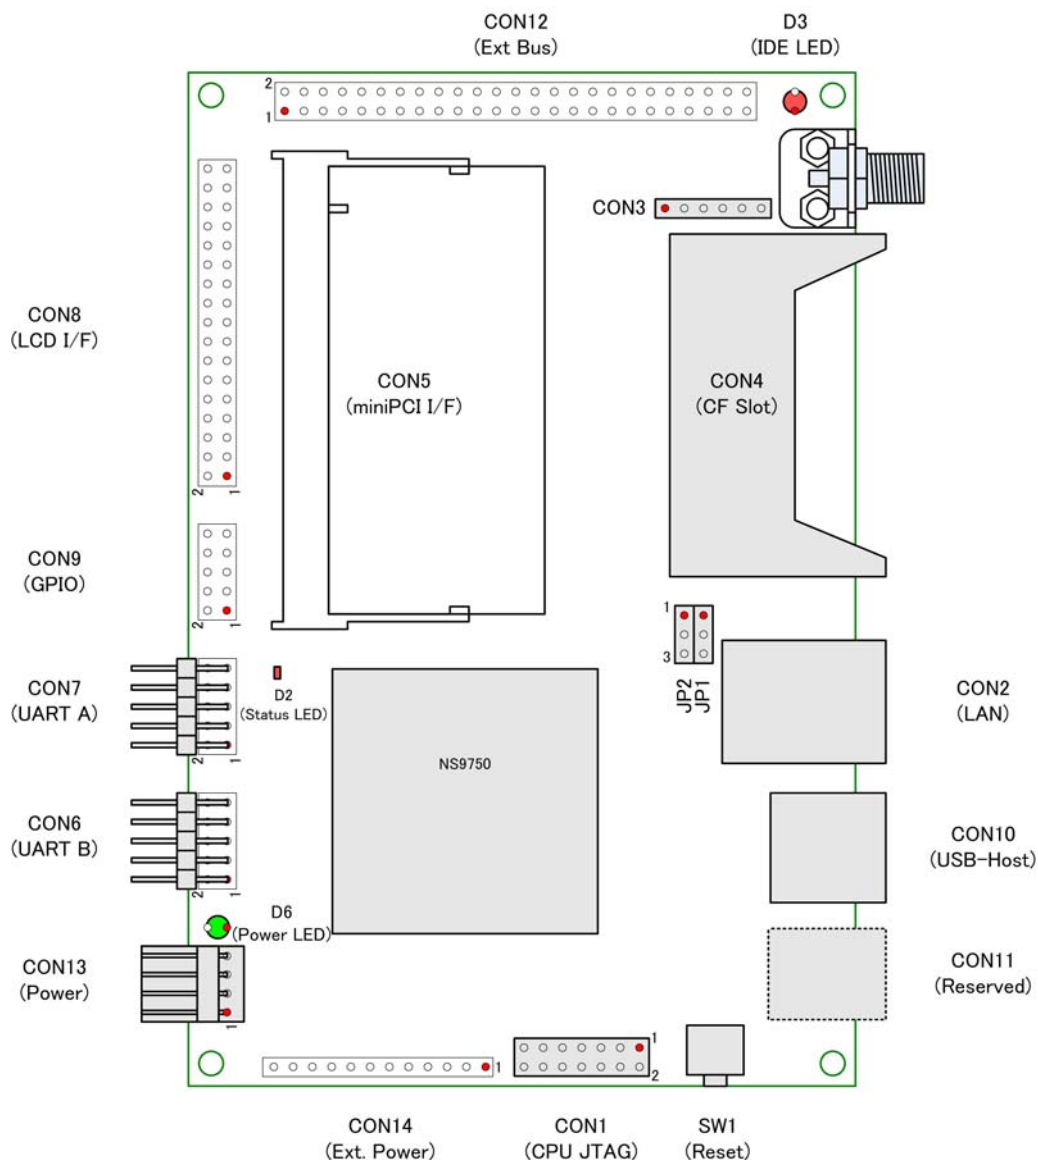 CON12
(Ext Bus)
D3
(IDE LED)
2
1
CON3
CON8
(LCD I/F)
CON5
(miniPCI I/F)
CON4
(CF Slot)
2
1
CON9
(GPIO)
2
1
1
3
JP2
JP1
CON7
(UART A)
D2
(Status LED)
CON2
(LAN)
2
1
NS9750
CON6
(UART B)
CON10
(USB-Host)
2
1
D6
(Power LED)
CON13
(Power)
CON11
(Reserved)
1
1
1
2
CON14
(Ext. Power)
CON1
(CPU JTAG)
SW1
(Reset)